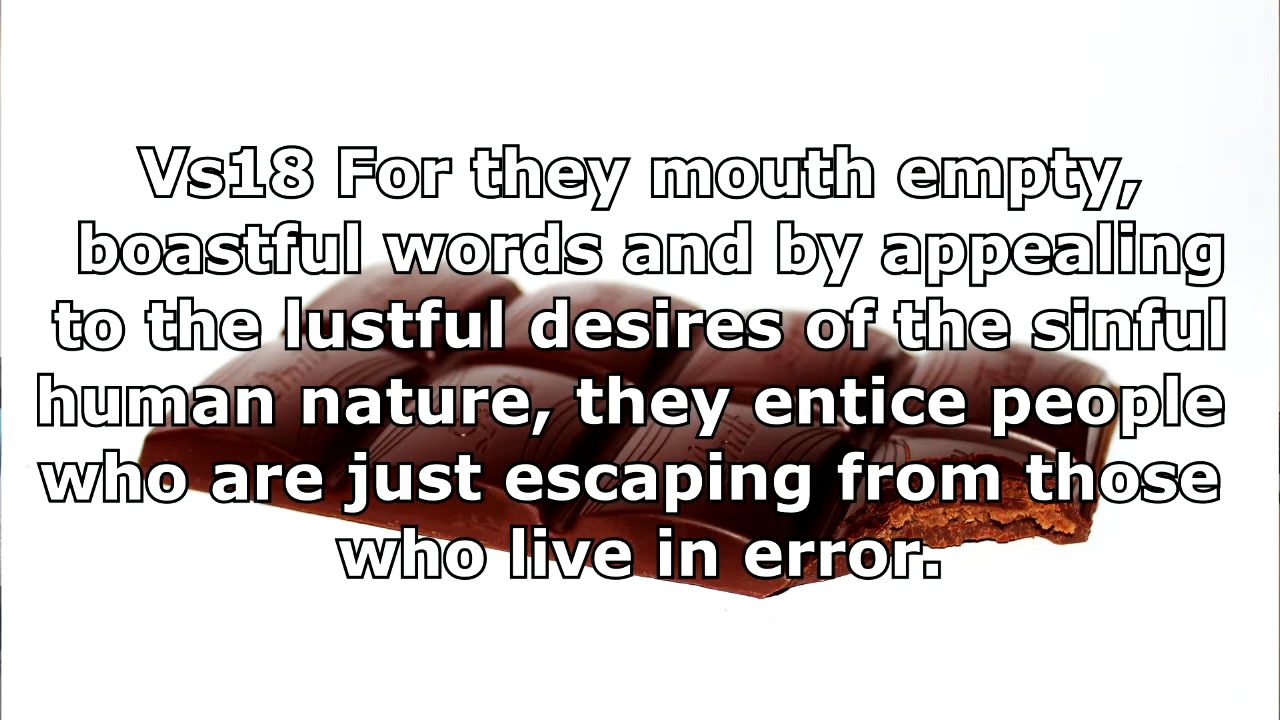 Vs18 For they mouth empty,
boastful words and by appealing
to the lustful desires of the sinful
human nature, they entice people
who are just escaping from those
who live in error.